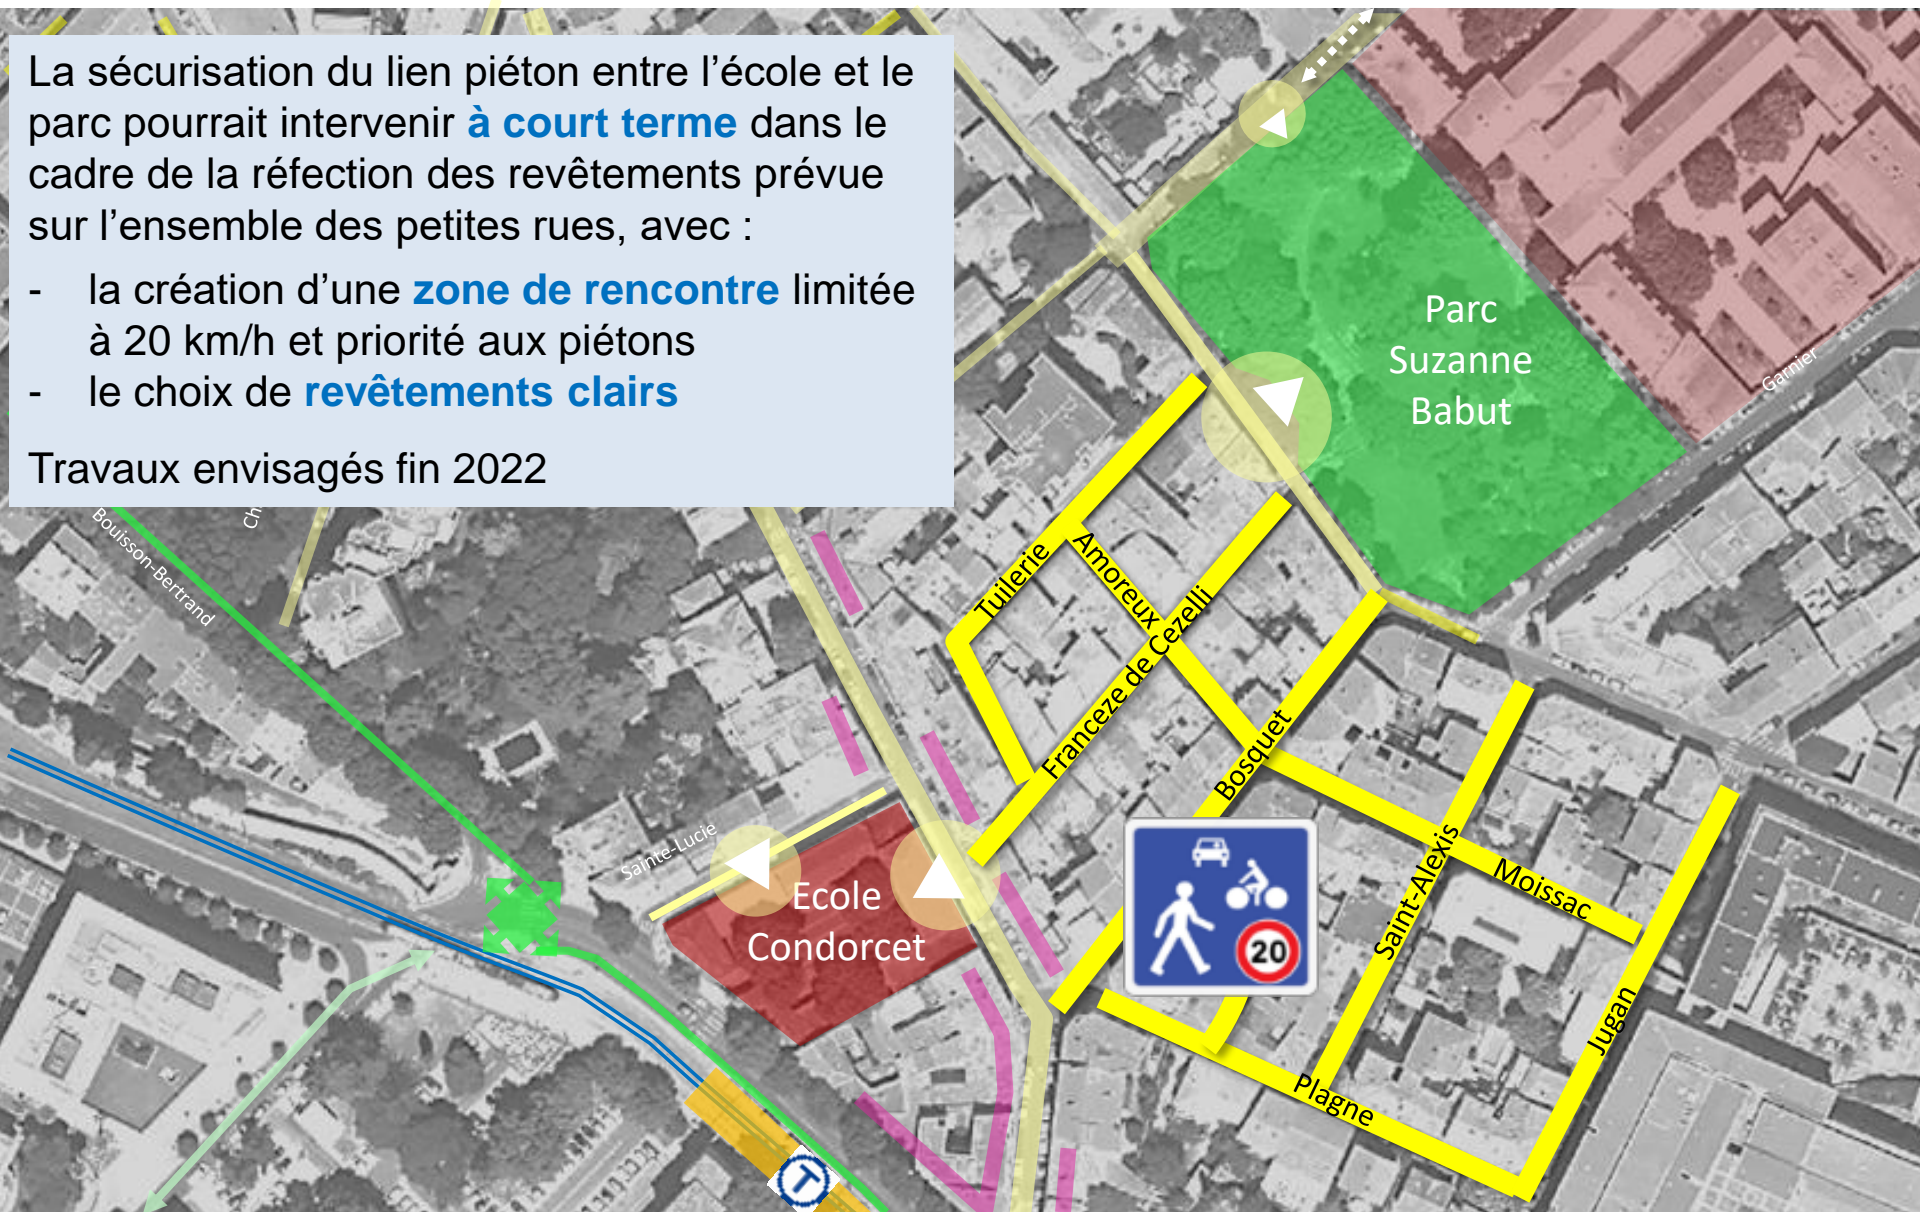 La sécurisation du lien piéton entre l’école et le
parc pourrait intervenir à court terme dans le
cadre de la réfection des revêtements prévue
sur l’ensemble des petites rues, avec :
- la création d’une zone de rencontre limitée
à 20 km/h et priorité aux piétons
- le choix de revêtements clairs
Travaux envisagés fin 2022
Parc
Suzanne
Babut
Garnier
Ch
Bouisson-Bertrand
Tuilerie
Amoreux
Franceze de Cezelli
Bosquet
Sainte-Lucie
Ecole
Condorcet
20
Saint-Alexis
Moissac
Jugan
Plagne
T